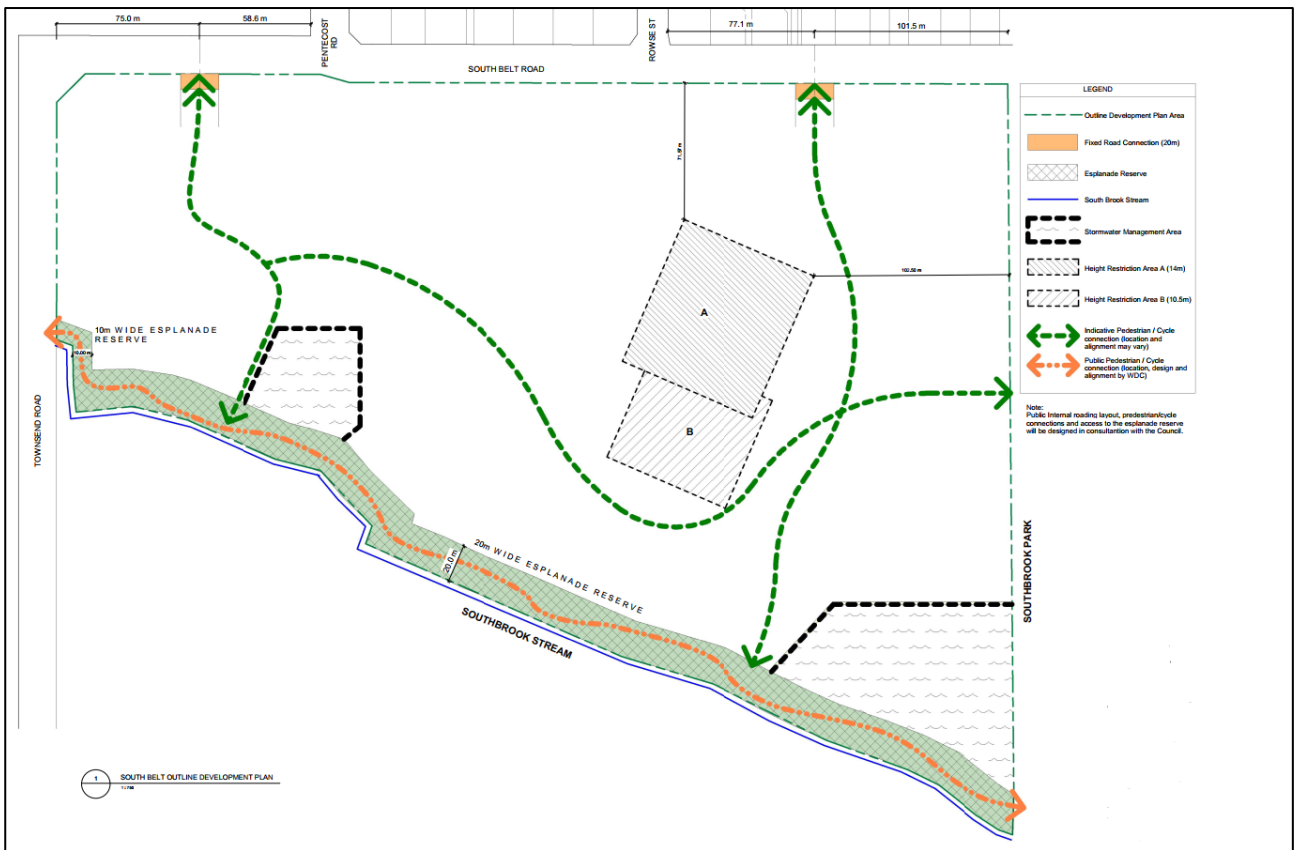 75.0 m
58.6 m
77.1 m
101.5 m
PENTECOST
RD
ROWSE ST
SOUTH BELT ROAD
LEGEND
Outline Development Plan Area
Fixed Road Connection (20m)
Esplanade Reserve
South Brook Stream
Stormwater Management Area
Height Restriction Area A (14m)
Height Restriction Area B (10.5m)
Indicative Pedestrian / Cycle
connection (location and
alignment may vary)
Public Pedestrian / Cycle
connection (location, design and
alignment by WDC)
Note:
Public Internal roading layout, predestrian/cycle
connections and access to the esplanade reserve
will be designed in consultantion with the Council.
102.50 m
A
B
10m WIDE ESPLANADE
RESERVE
10.00 m
TOWNSEND ROAD
20m WIDE ESPLANADE RESERVE
20.0 m
SOUTHBROOK STREAM
SOUTHBROOK PARK
1
SOUTH BELT OUTLINE DEVELOPMENT PLAN